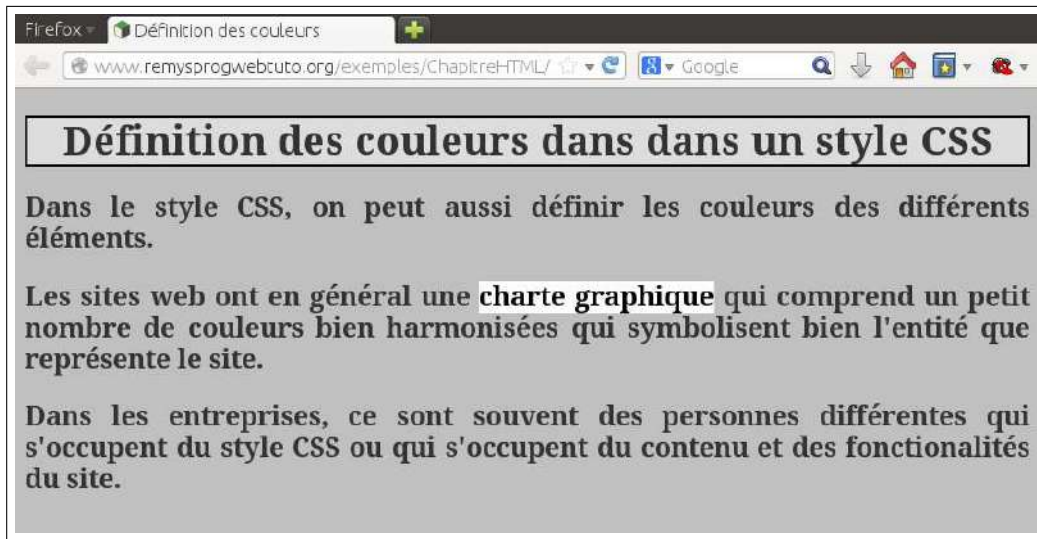 Firefox Définition des couleurs
www.remysprogwebtuto.org/exemples/ChapitreHTML/ 8 Google
Définition des couleurs dans dans un style CSS
Dans le style CSS, on peut aussi définir les couleurs des différents
éléments.
Les sites web ont en général une charte graphique qui comprend un petit
nombre de couleurs bien harmonisées qui symbolisent bien l'entité que
représente le site.
Dans les entreprises, ce sont souvent des personnes différentes qui
s'occupent du style CSS ou qui s'occupent du contenu et des fonctionalités
du site.